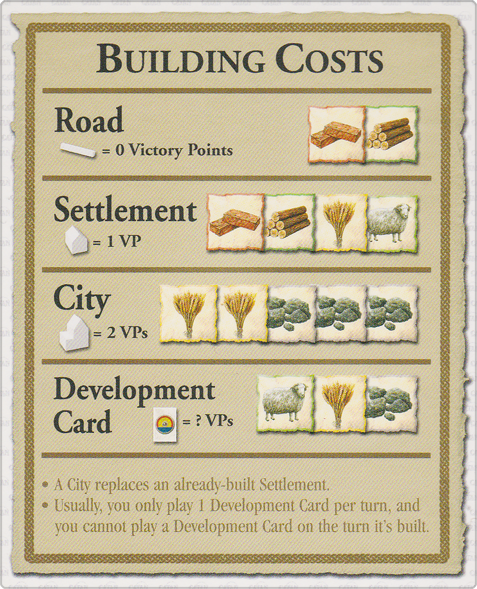 BUILDING COSTS
Road
= 0 Victory Points
Settlement
= 1 VP
City
= 2 VPs
Development
Card
= ? VPs
• A City replaces an already-built Settlement.
• Usually, you only play 1 Development Card per turn, and
you cannot play a Development Card on the turn it's built.